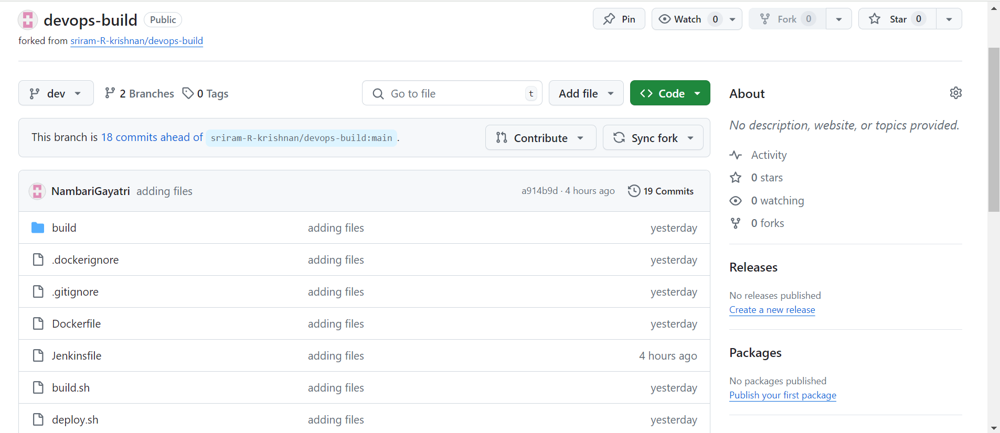 devops-build Public
Pin Watch 0 Fork 0 Star 0
forked from sriram-R-krishnan/devops-build
dev 2 Branches 0 Tags Go to file t Add file Code
This branch is 18 commits ahead of sriram-R-krishnan/devops-build:main . Contribute Sync fork
NambariGayatri adding files a914b9d · 4 hours ago 19 Commits
build adding files yesterday
.dockerignore adding files yesterday
.gitignore adding files yesterday
Dockerfile adding files yesterday
Jenkinsfile adding files 4 hours ago
build.sh adding files yesterday
deploy.sh adding files yesterday
About
No description, website, or topics provided.
Activity
0 stars
0 watching
0 forks
Releases
No releases published
Create a new release
Packages
No packages published
Publish your first package